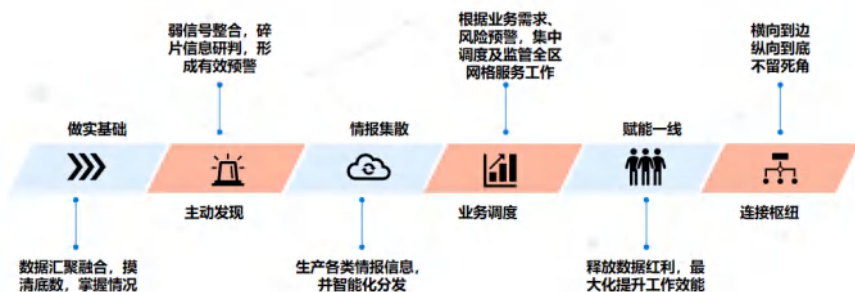 弱信号整合，碎
片信息研判，形
成有效预警
根据业务需求、
风险预警，集中
调度及监管全区
网格服务工作
横向到边
纵向到底
不留死角
做实基础
情报集散
赋能一线
主动发现
业务调度
连接枢纽
数据汇聚融合，摸
清底数，掌握情况
生产各类情报信息，
并智能化分发
释放数据红利，最
大化提升工作效能